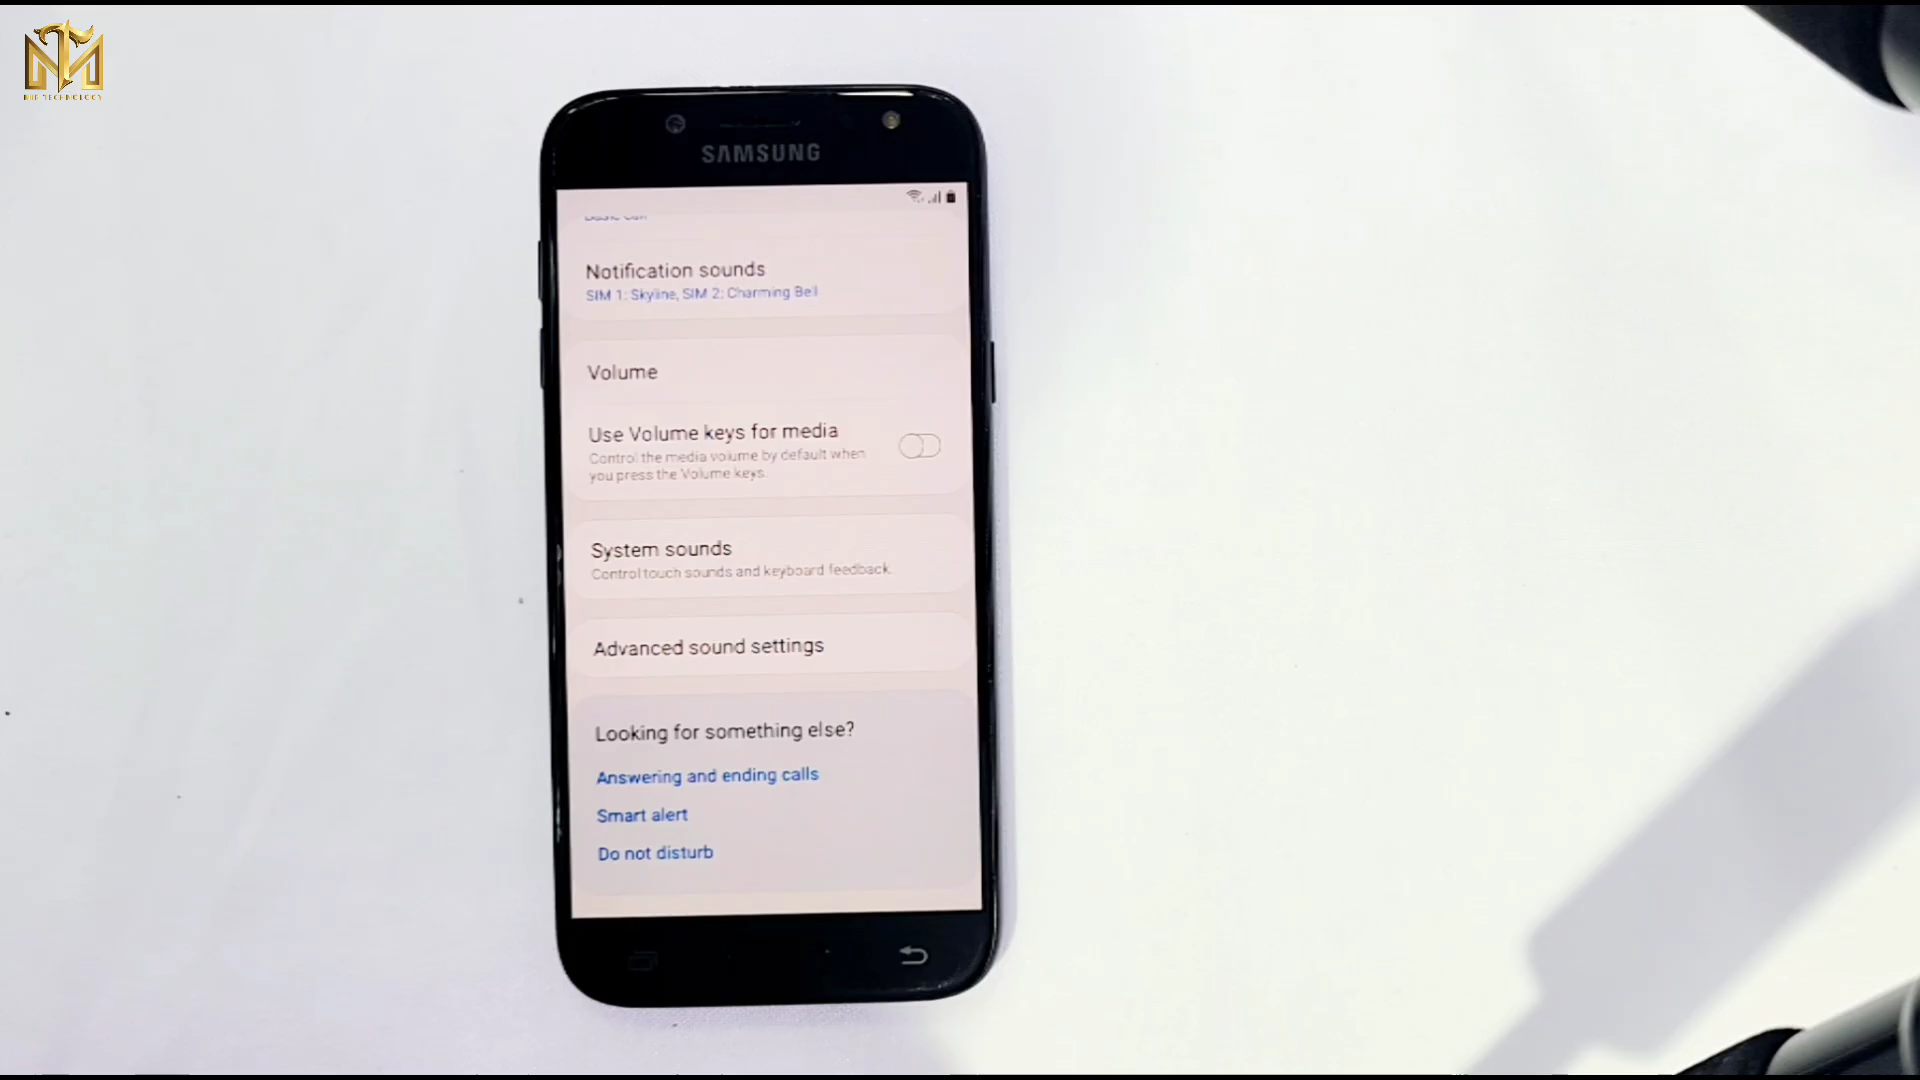 SAMSUNG
Notification sounds
SIM 1: Skyline, SIM 2: Charming Bell
Volume
Use Volume keys for media
Control the media volume by default when
you press the Volume keys.
System sounds
Control touch sounds and keyboard feedback.
Advanced sound settings
Looking for something else?
Answering and ending calls
Smart alert
Do not disturb